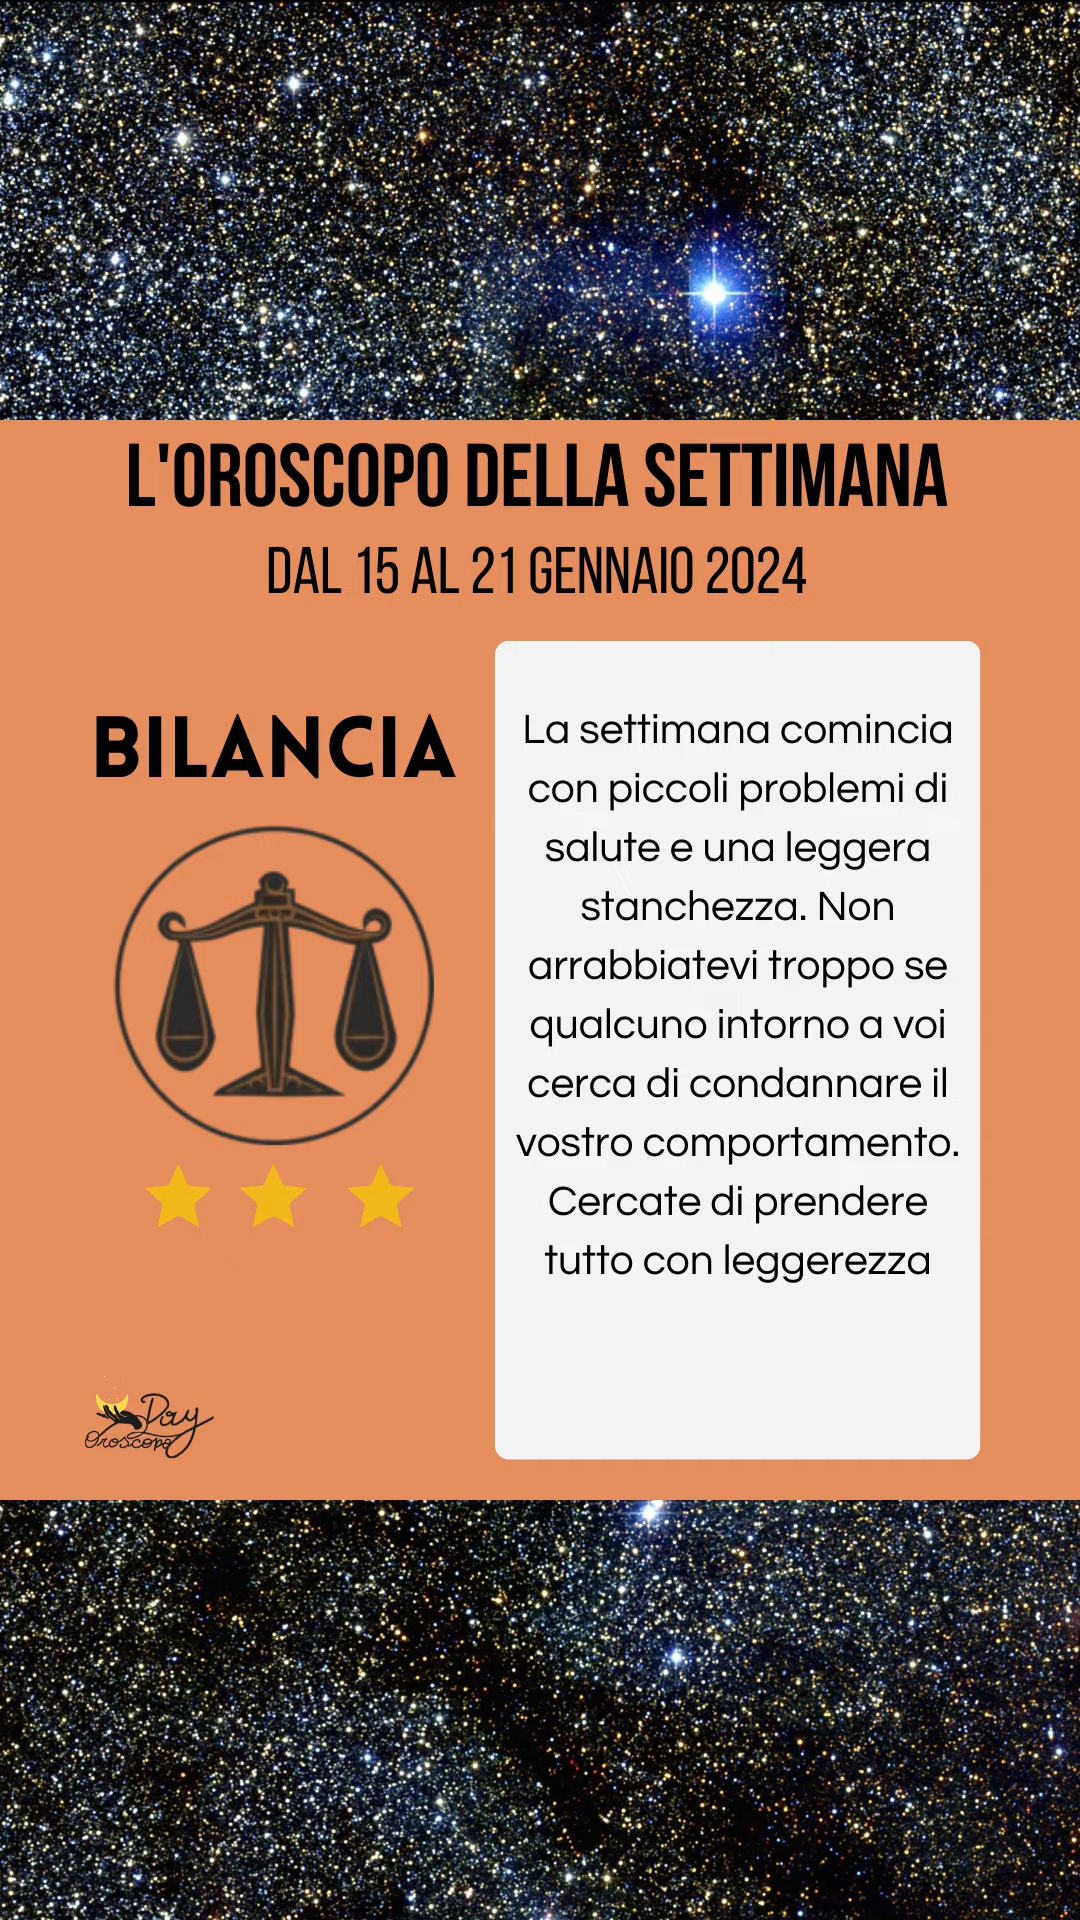 L'OROSCOPO DELLA SETTIMANA
DAL 15 AL 21 GENNAIO 2024
BILANCIA
La settimana comincia
con piccoli problemi di
salute e una leggera
stanchezza. Non
arrabbiatevi troppo se
qualcuno intorno a voi
cerca di condannare il
vostro comportamento.
Cercate di prendere
tutto con leggerezza
Day
Oroscopo